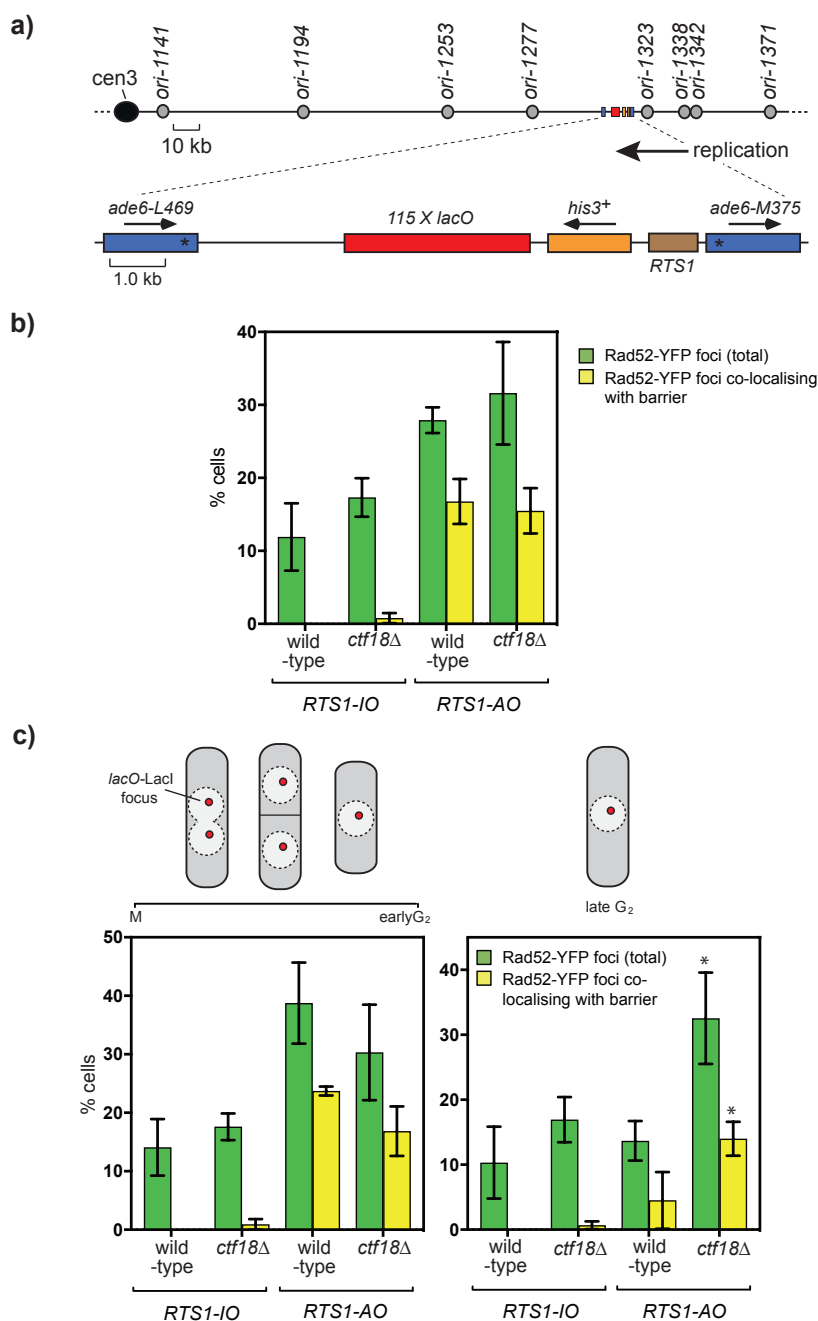 a)
cen3
ori-1141
ori-1194
ori-1253
ori-1277
ori-1323
ori-1338
ori-1342
ori-1371
10 kb
replication
ade6-L469
115 X lacO
his3+
ade6-M375
*
*
RTS1
1.0 kb
b)
40
30
20
10
0
% cells
Rad52-YFP foci (total)
Rad52-YFP foci co-localising
with barrier
wild
-type
ctf18Δ
wild
-type
ctf18Δ
RTS1-IO
RTS1-AO
c)
lacO-LacI
focus
M
earlyG2
late G2
50
40
30
20
10
0
% cells
wild
-type
ctf18Δ
wild
-type
ctf18Δ
RTS1-IO
RTS1-AO
40
30
20
10
0
Rad52-YFP foci (total)
Rad52-YFP foci co-
localising with barrier
*
*
wild
-type
ctf18Δ
wild
-type
ctf18Δ
RTS1-IO
RTS1-AO